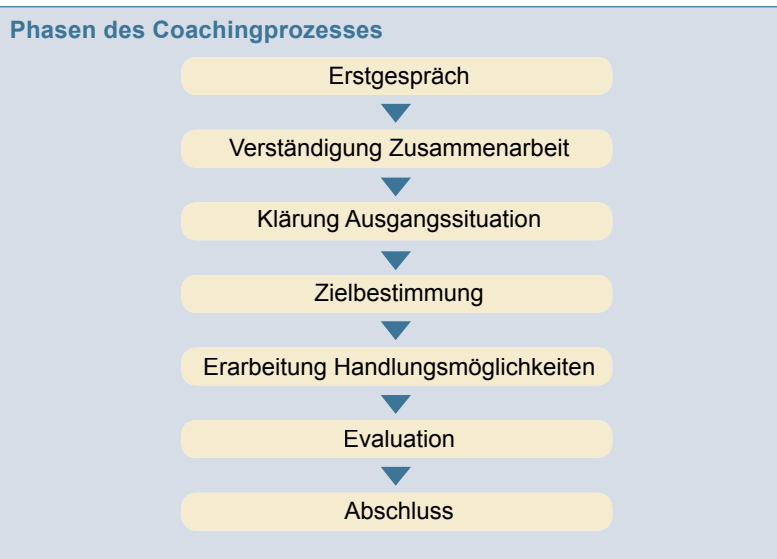 Phasen des Coachingprozesses
Erstgespräch
Verständigung Zusammenarbeit
Klärung Ausgangssituation
Zielbestimmung
Erarbeitung Handlungsmöglichkeiten
Evaluation
Abschluss